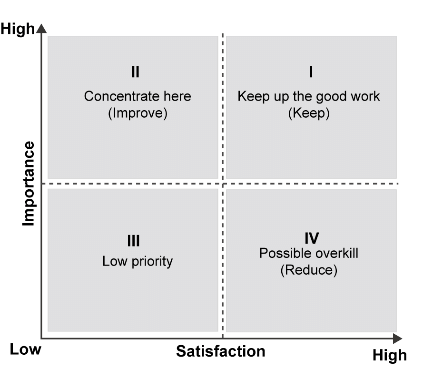 High
II
Concentrate here
(Improve)
I
Keep up the good work
(Keep)
Importance
III
Low priority
IV
Possible overkill
(Reduce)
Low
Satisfaction
High